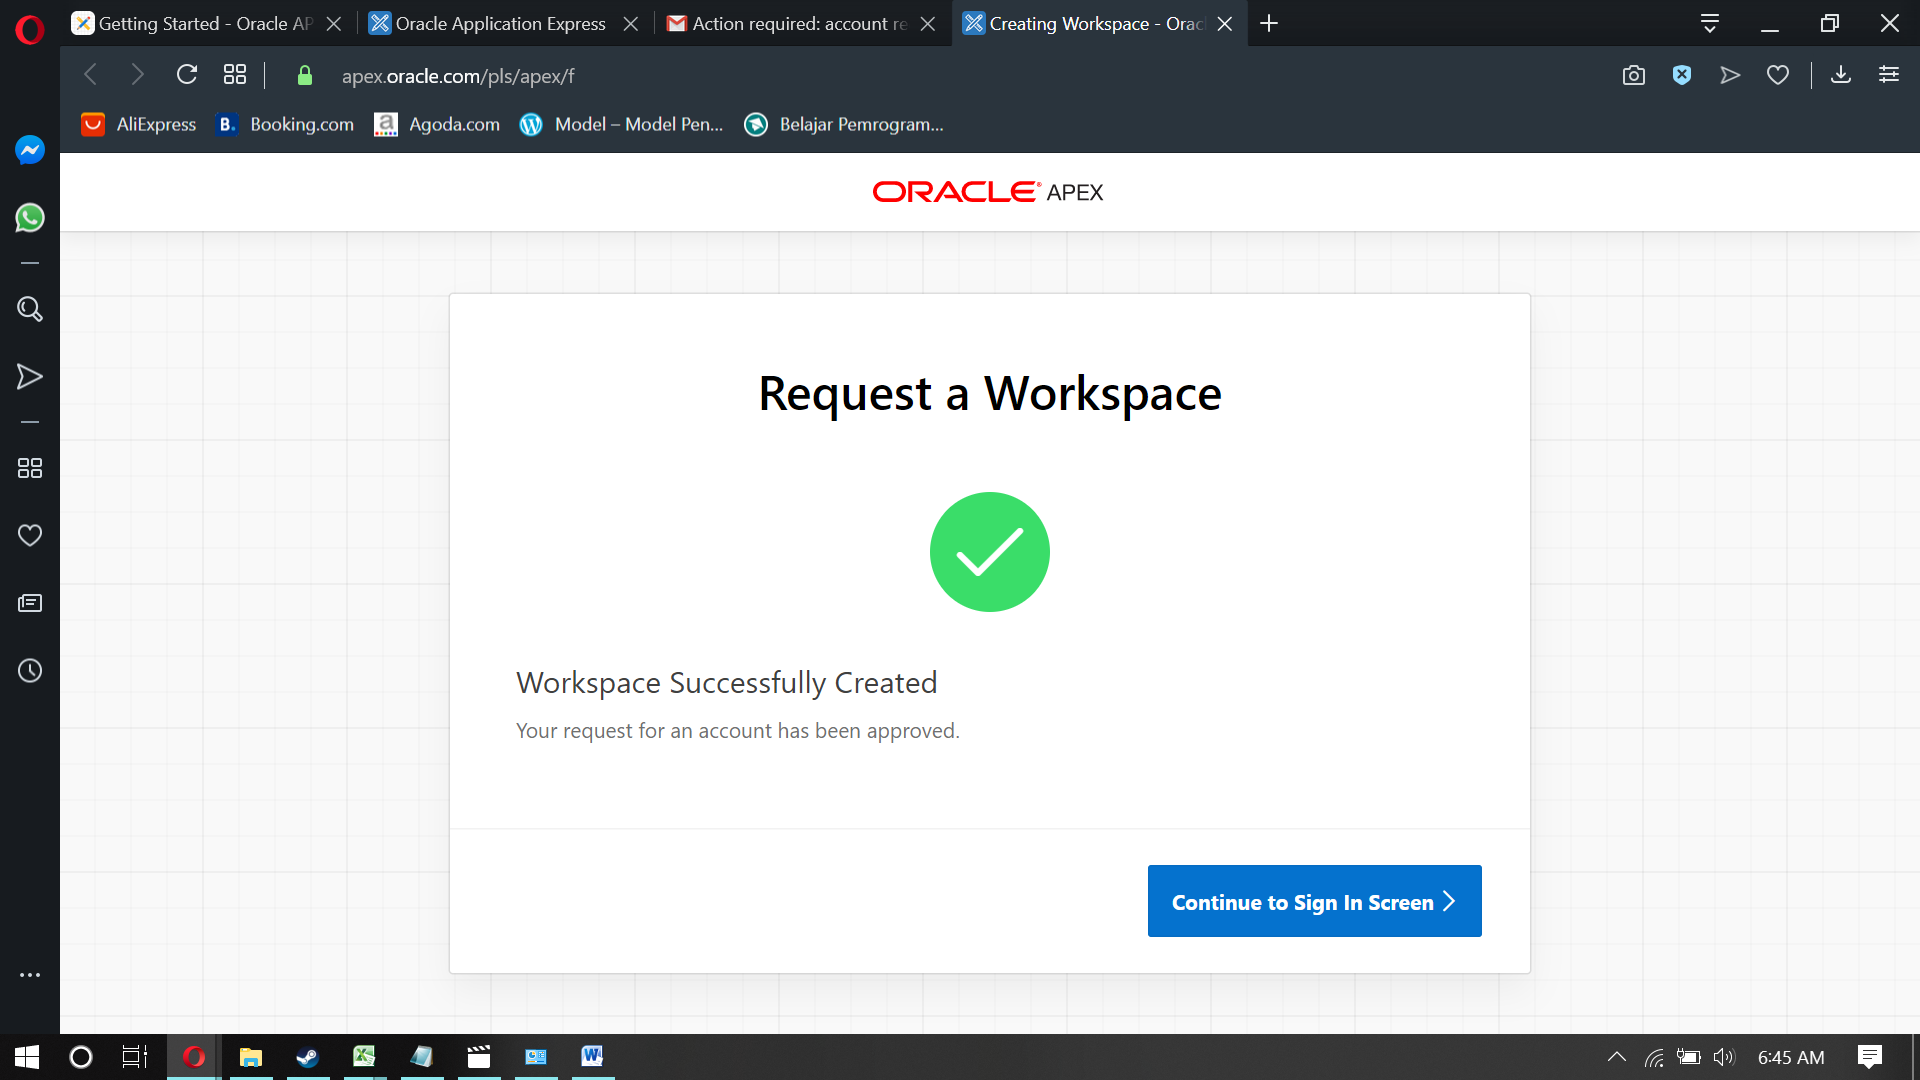 Getting Started - Oracle AP
Oracle Application Express
Action required: account re
Creating Workspace - Orac
apex.oracle.com/pls/apex/f
AliExpress
B. Booking.com
a Agoda.com
Model – Model Pen...
Belajar Pemrogram...
ORACLE® APEX
Request a Workspace
Workspace Successfully Created
Your request for an account has been approved.
Continue to Sign In Screen
6:45 AM